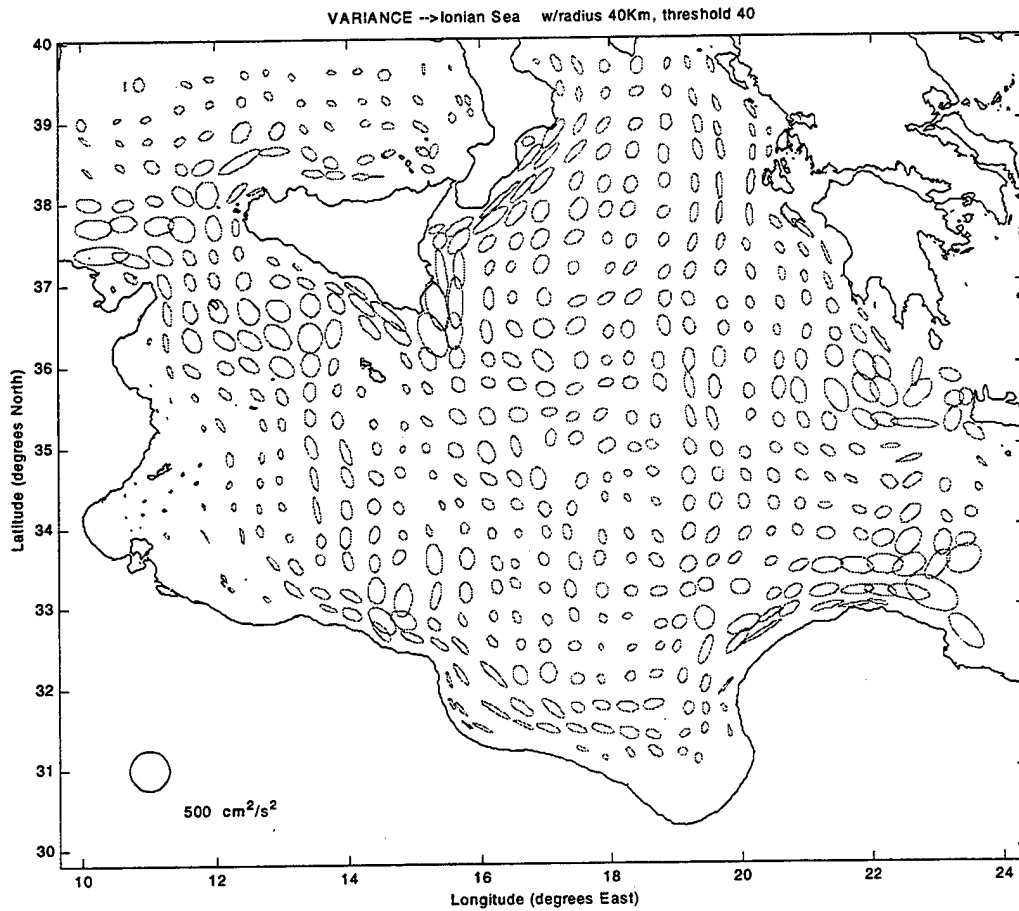 VARIANCE -->Ionian Sea w/radius 40Km, threshold 40
40
39
38
37
36
35
34
33
32
31
30
Latitude (degrees North)
500 cm²/s²
10 12 14 16 18 20 22 24
Longitude (degrees East)